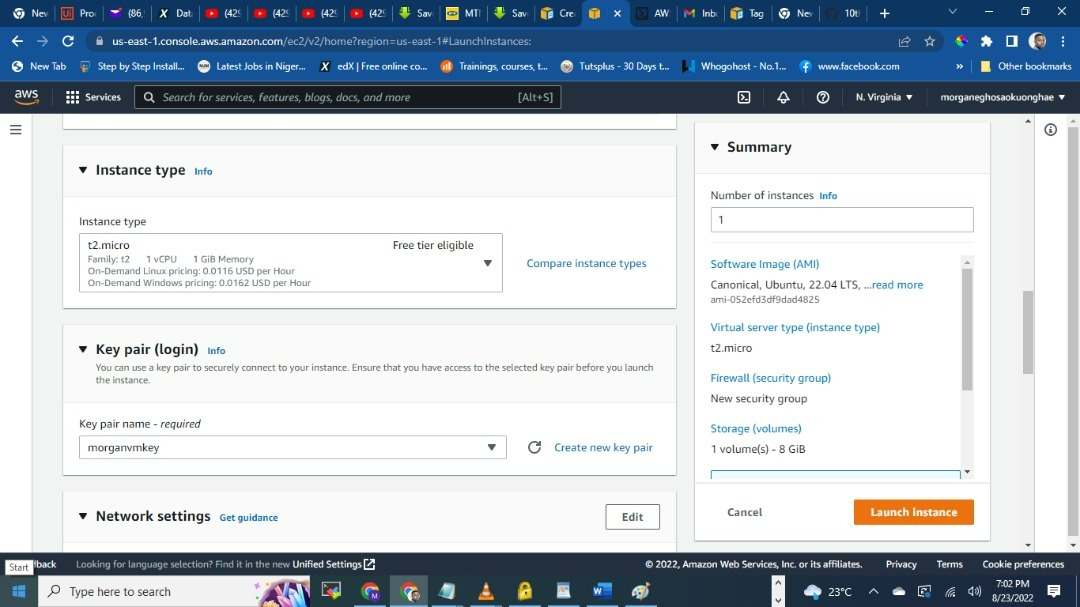 Nev
Pro
(86,
Dat
(429
(429
(429
(429
Sav
MT
Sav
Cre
AW
Inb
Tag
Nev
10t
us-east-1.console.aws.amazon.com/ec2/v2/home?region=us-east-1#LaunchInstances:
New Tab
Step by Step Install...
Latest Jobs in Niger...
edX | Free online co...
Trainings, courses, t...
Tutsplus - 30 Days t...
Whogohost - No.1...
www.facebook.com
»
Other bookmarks
aws
Services
Search for services, features, blogs, docs, and more
[Alt+S]
N. Virginia
morganeghosaokuonghae
Instance type Info
Instance type
t2.micro Free tier eligible
Family: t2 1 vCPU 1 GiB Memory
On-Demand Linux pricing: 0.0116 USD per Hour
On-Demand Windows pricing: 0.0162 USD per Hour
Compare instance types
Key pair (login) Info
You can use a key pair to securely connect to your instance. Ensure that you have access to the selected key pair before you launch
the instance.
Key pair name - required
morganvmkey
Create new key pair
Network settings Get guidance
Edit
Summary
Number of instances Info
1
Software Image (AMI)
Canonical, Ubuntu, 22.04 LTS, ...read more
ami-052efd3df9dad4825
Virtual server type (instance type)
t2.micro
Firewall (security group)
New security group
Storage (volumes)
1 volume(s) - 8 GiB
Cancel
Launch instance
Start
lback
Looking for language selection? Find it in the new Unified Settings
© 2022, Amazon Web Services, Inc. or its affiliates.
Privacy
Terms
Cookie preferences
Type here to search
23°C
7:02 PM
8/23/2022